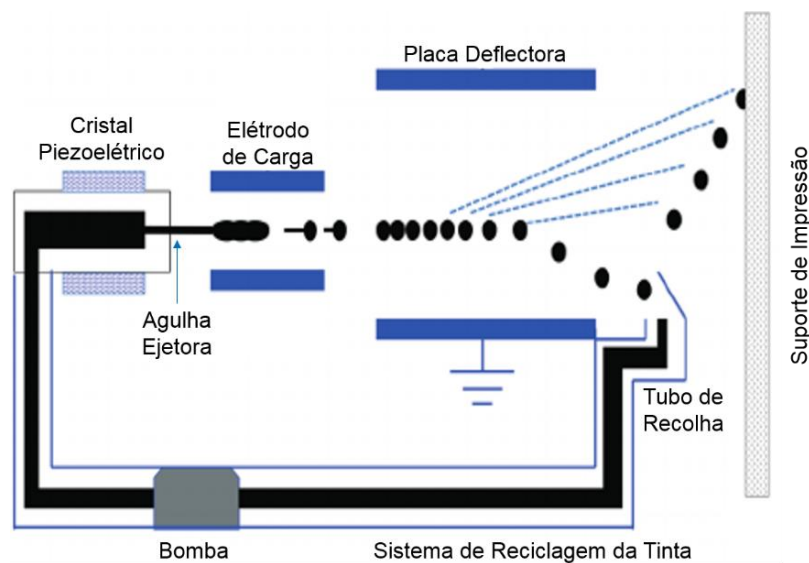 Placa Deflectora
Cristal
Piezoelétrico
Elétrodo
de Carga
Agulha
Ejetora
Suporte de Impressão
Tubo de
Recolha
Bomba
Sistema de Reciclagem da Tinta